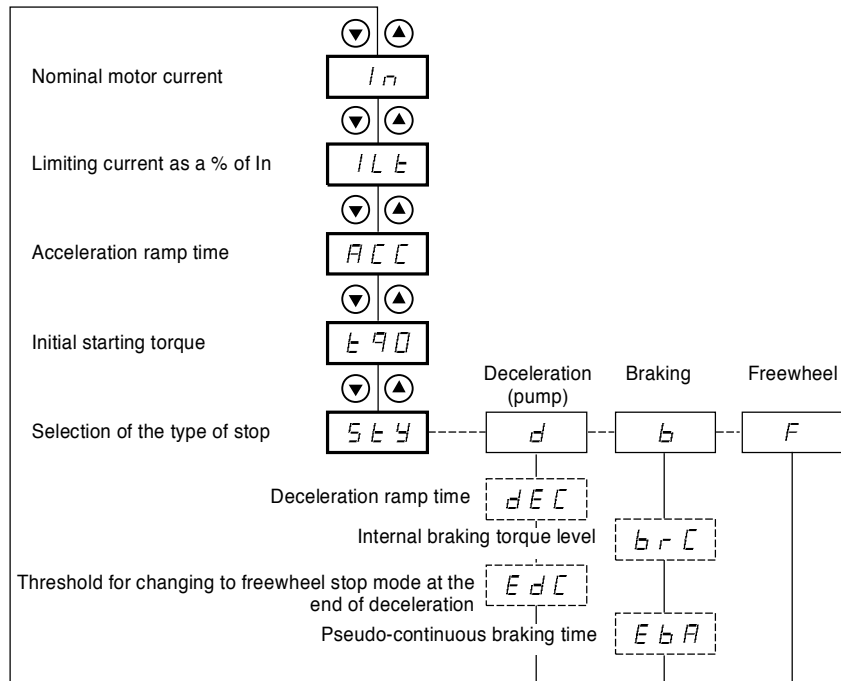 Nominal motor current
In
Limiting current as a % of In
ILt
Acceleration ramp time
ACC
Initial starting torque
tq0
Deceleration
(pump)
Braking
Freewheel
Selection of the type of stop
StY
d
b
F
Deceleration ramp time
dEC
Internal braking torque level
brC
Threshold for changing to freewheel stop mode at the
end of deceleration
EdC
Pseudo-continuous braking time
EbA